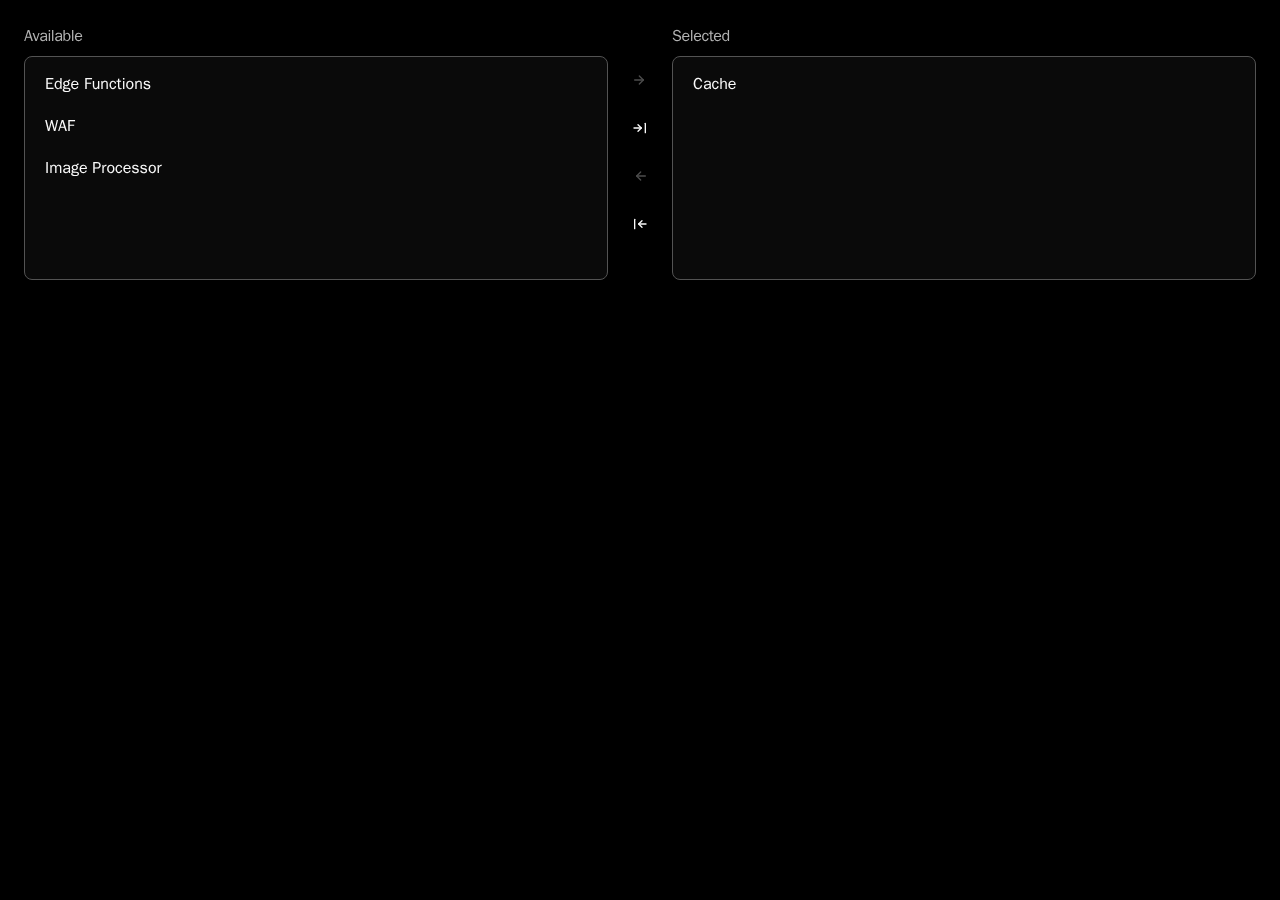 Available
Edge Functions
WAF
Image Processor
Selected
Cache